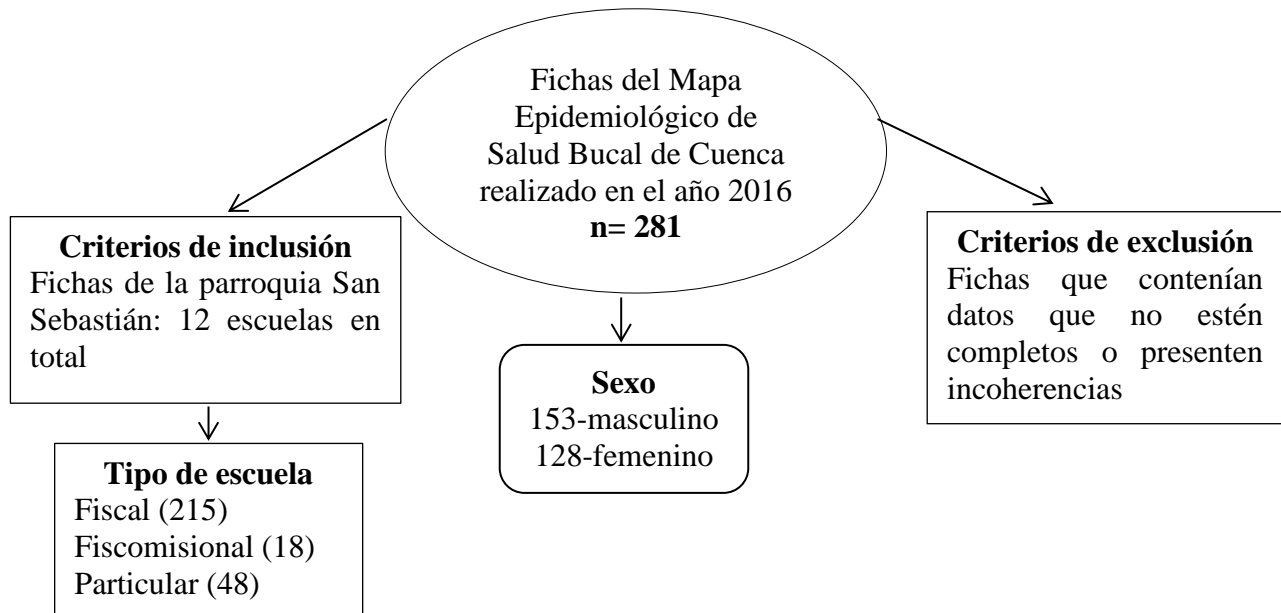 Fichas del Mapa
Epidemiológico de
Salud Bucal de Cuenca
realizado en el año 2016
n= 281
Criterios de inclusión
Fichas de la parroquia San
Sebastián: 12 escuelas en
total
Criterios de exclusión
Fichas que contenían
datos que no estén
completos o presenten
incoherencias
Sexo
153-masculino
128-femenino
Tipo de escuela
Fiscal (215)
Fiscomisional (18)
Particular (48)